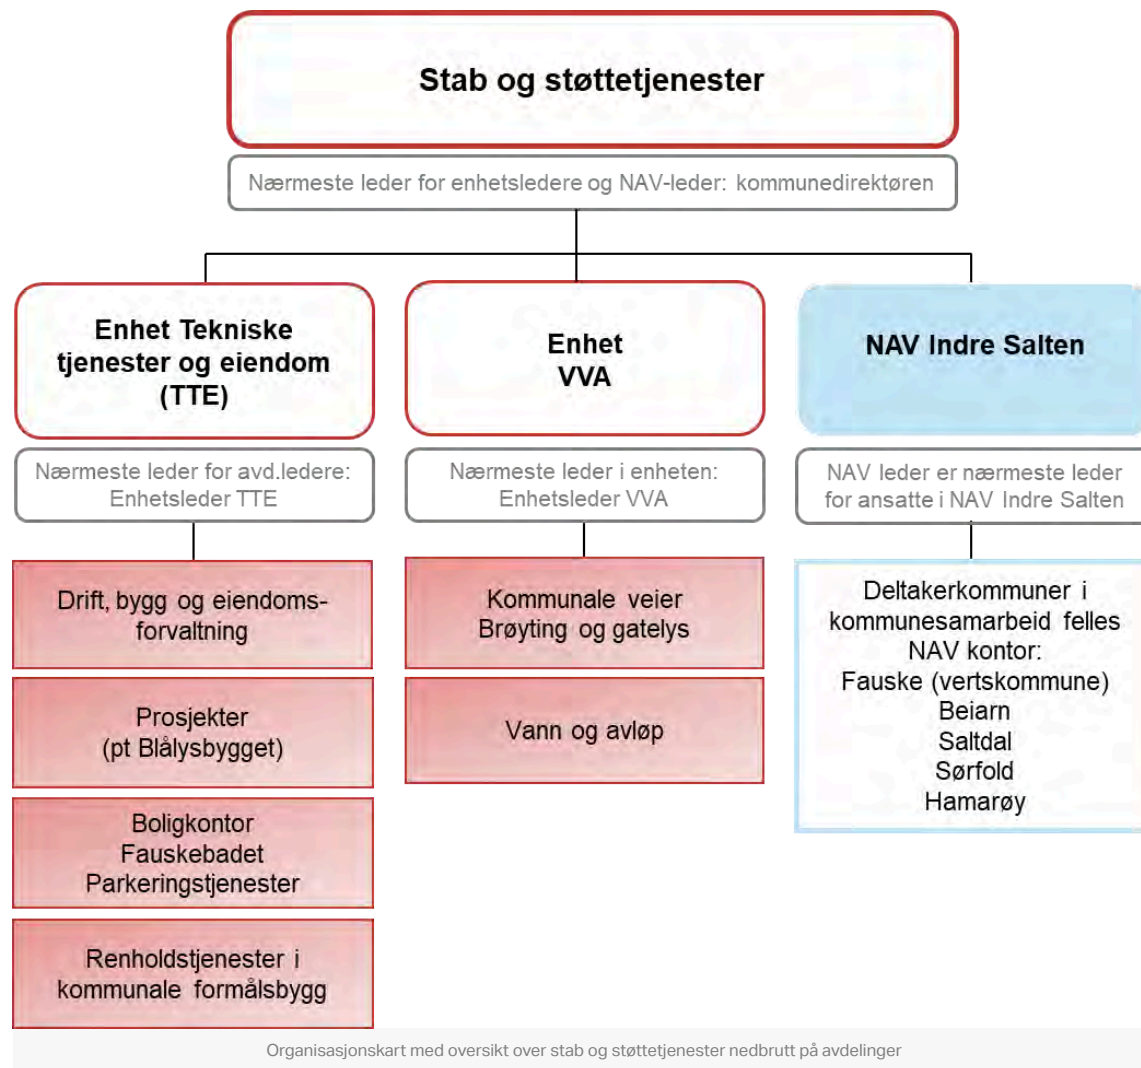 Stab og støttetjenester
Nærmeste leder for enhetsledere og NAV-leder: kommunedirektøren
Enhet Tekniske
tjenester og eiendom
(TTE)
Nærmeste leder for avd.ledere:
Enhetsleder TTE
Drift, bygg og eiendoms-
forvaltning
Prosjekter
(pt Blålysbygget)
Boligkontor
Fauskebadet
Parkeringstjenester
Renholdstjenester i
kommunale formålsbygg
Enhet
VVA
Nærmeste leder i enheten:
Enhetsleder VVA
Kommunale veier
Brøyting og gatelys
Vann og avløp
NAV Indre Salten
NAV leder er nærmeste leder
for ansatte i NAV Indre Salten
Deltakerkommuner i
kommunesamarbeid felles
NAV kontor:
Fauske (vertskommune)
Beiarn
Saltdal
Sørfold
Hamarøy
Organisasjonskart med oversikt over stab og støttetjenester nedbrutt på avdelinger